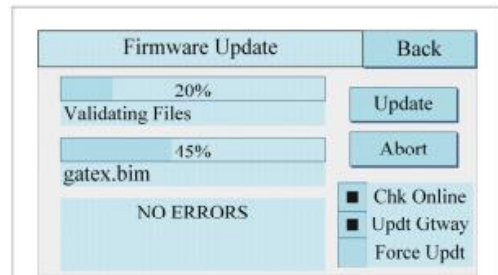 Firmware Update
Back
20%
Validating Files
Update
45%
gatex.bim
Abort
NO ERRORS
Chk Online
Updt Gtway
Force Updt